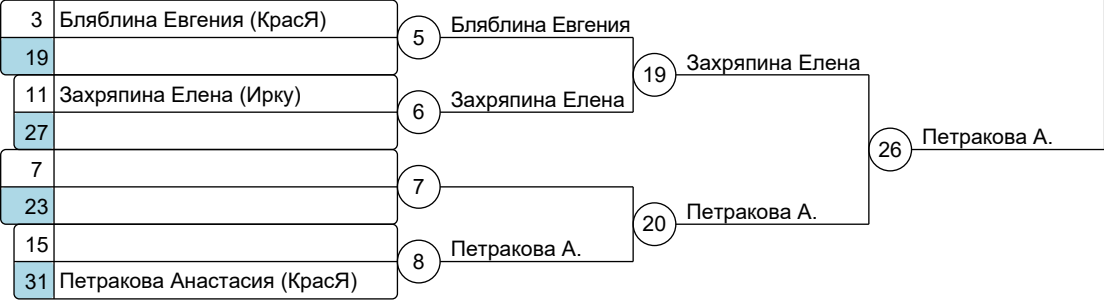 3 Бляблина Евгения (КрасЯ)
19
5 Бляблина Евгения
11 Захряпина Елена (Ирку)
27
6 Захряпина Елена
19 Захряпина Елена
7
23
7
15
31 Петракова Анастасия (КрасЯ)
8 Петракова А.
20 Петракова А.
26 Петракова А.